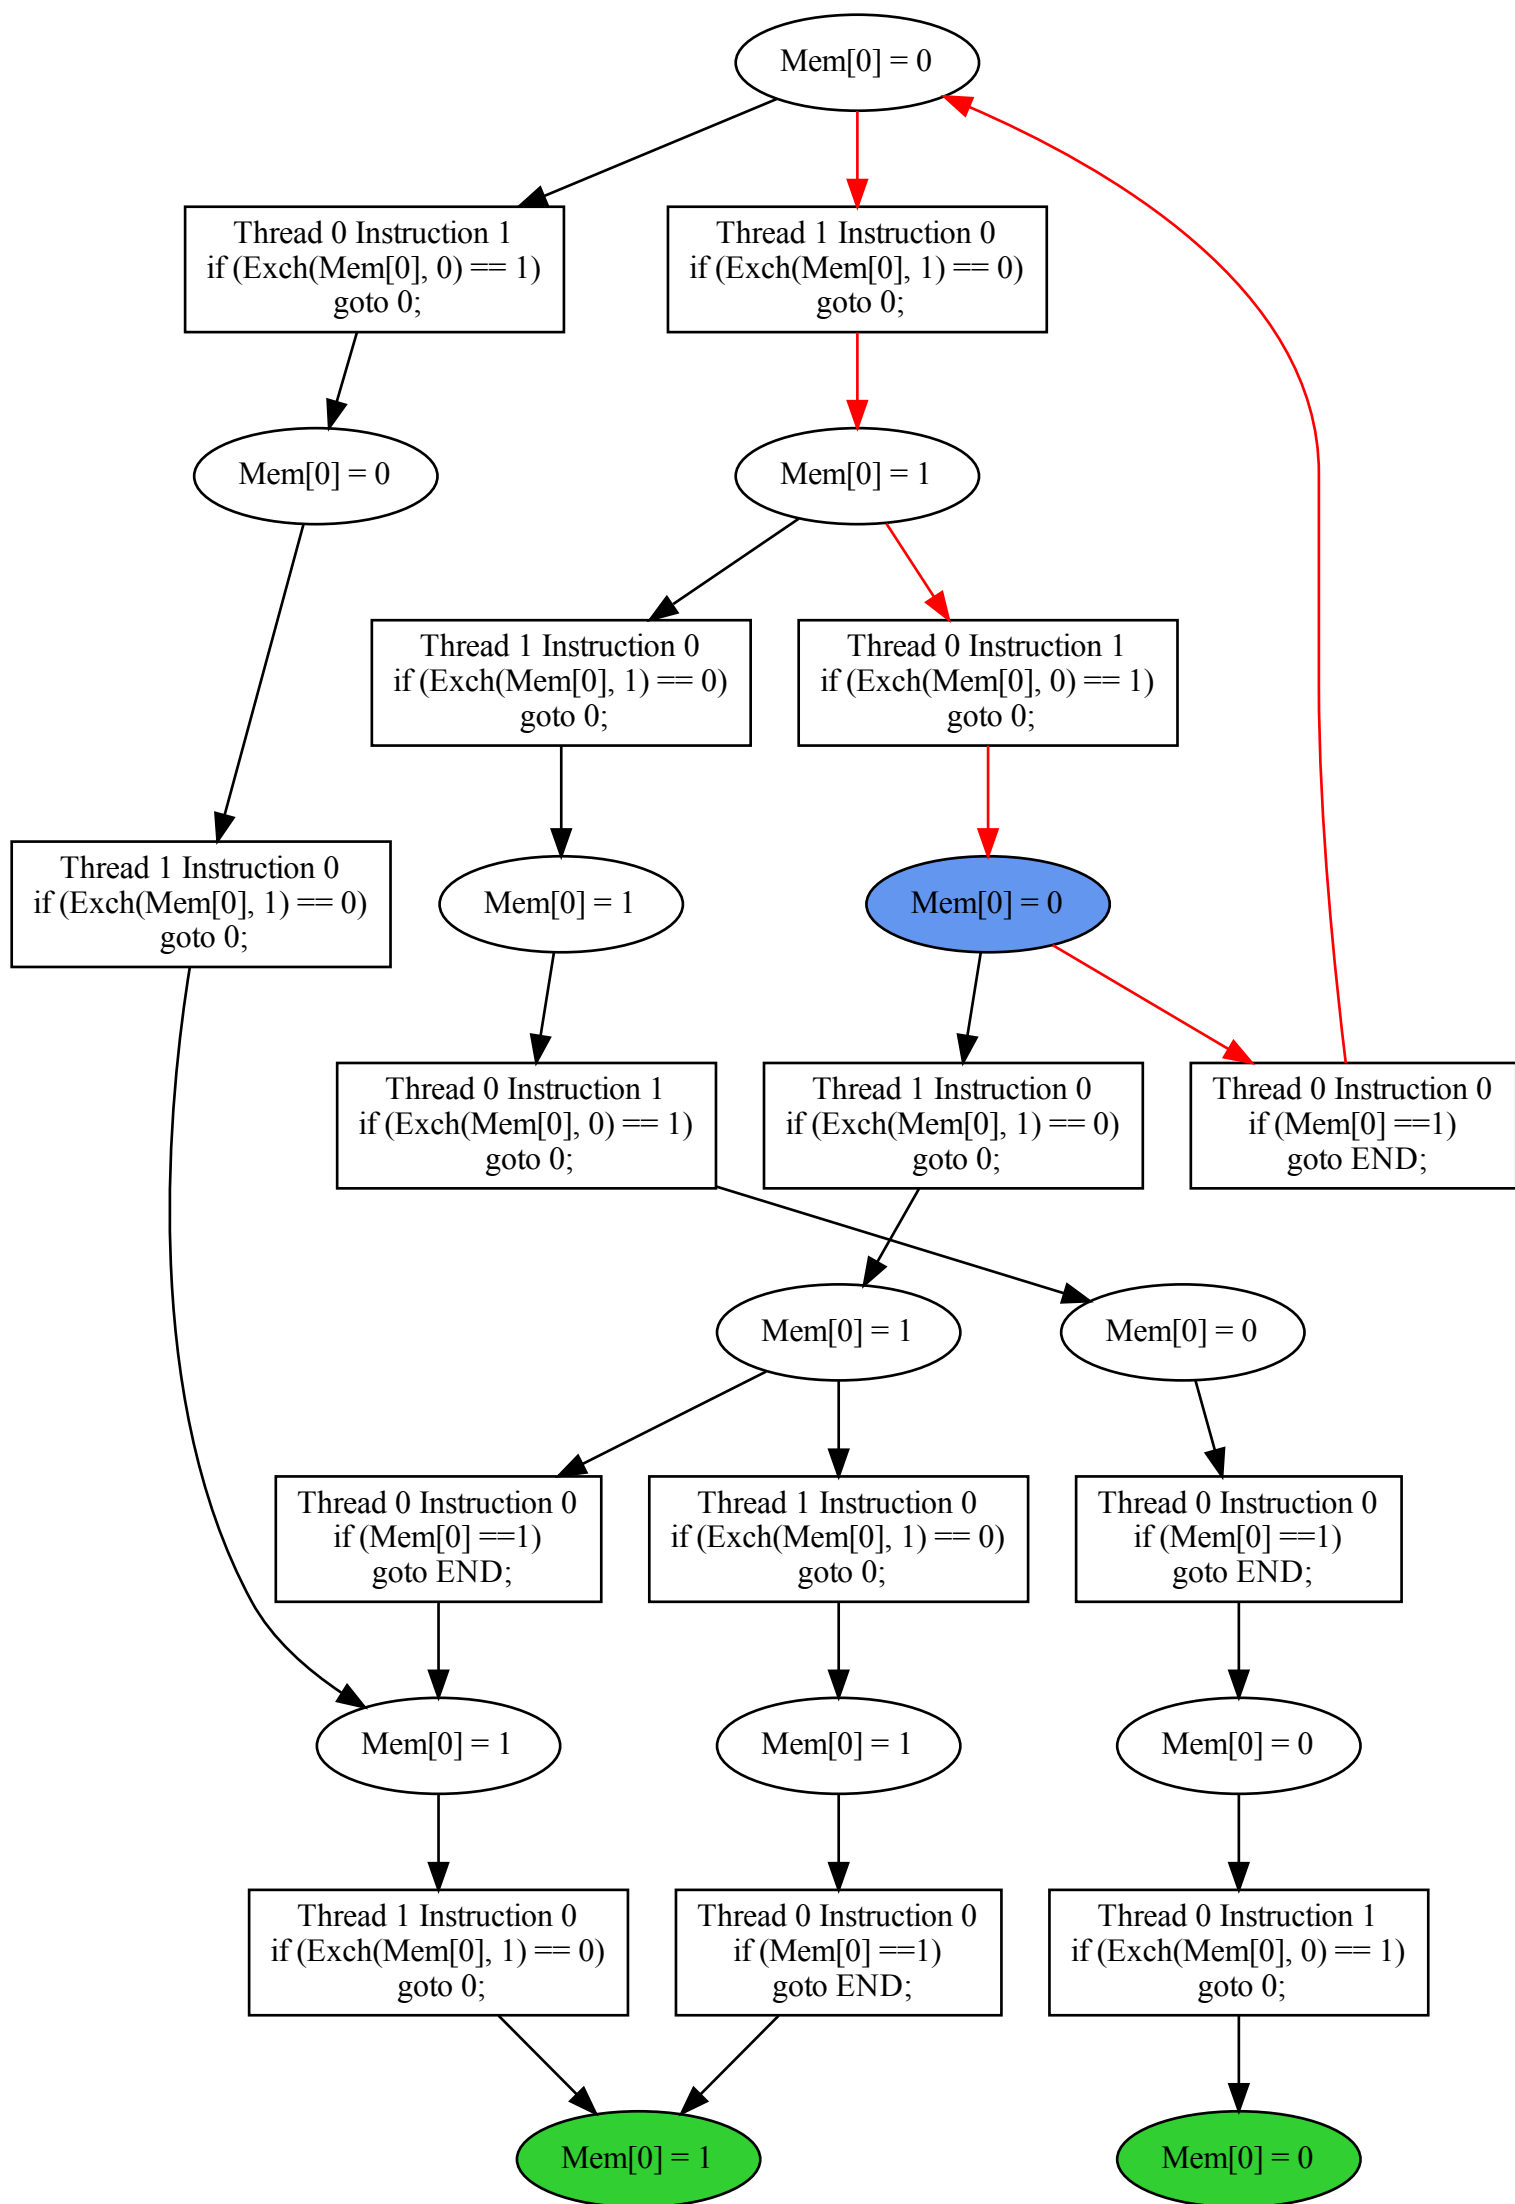 Mem[0] = 0
Thread 0 Instruction 1
if (Exch(Mem[0], 0) == 1)
goto 0;
Thread 1 Instruction 0
if (Exch(Mem[0], 1) == 0)
goto 0;
Mem[0] = 0
Mem[0] = 1
Thread 1 Instruction 0
if (Exch(Mem[0], 1) == 0)
goto 0;
Thread 0 Instruction 1
if (Exch(Mem[0], 0) == 1)
goto 0;
Thread 1 Instruction 0
if (Exch(Mem[0], 1) == 0)
goto 0;
Mem[0] = 1
Mem[0] = 0
Thread 0 Instruction 1
if (Exch(Mem[0], 0) == 1)
goto 0;
Thread 1 Instruction 0
if (Exch(Mem[0], 1) == 0)
goto 0;
Thread 0 Instruction 0
if (Mem[0] ==1)
goto END;
Mem[0] = 1
Mem[0] = 0
Thread 0 Instruction 0
if (Mem[0] ==1)
goto END;
Thread 1 Instruction 0
if (Exch(Mem[0], 1) == 0)
goto 0;
Thread 0 Instruction 0
if (Mem[0] ==1)
goto END;
Mem[0] = 1
Mem[0] = 1
Mem[0] = 0
Thread 1 Instruction 0
if (Exch(Mem[0], 1) == 0)
goto 0;
Thread 0 Instruction 0
if (Mem[0] ==1)
goto END;
Thread 0 Instruction 1
if (Exch(Mem[0], 0) == 1)
goto 0;
Mem[0] = 1
Mem[0] = 0